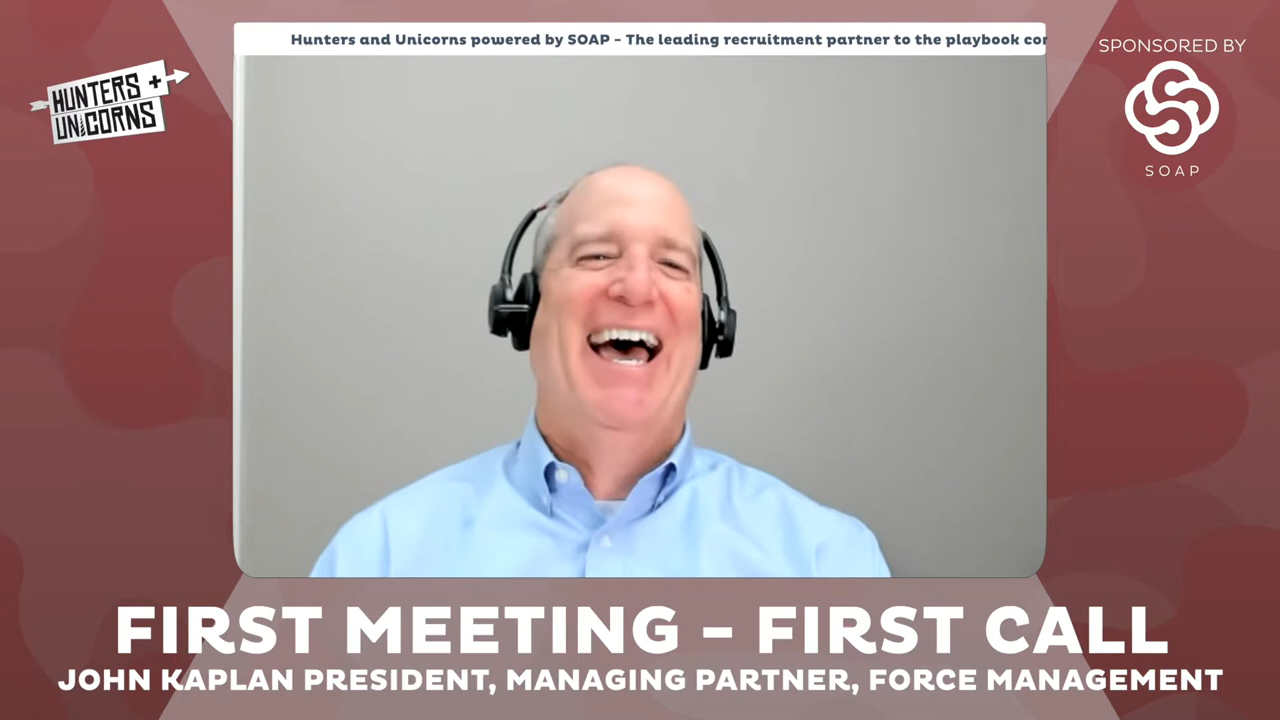 Hunters and Unicorns powered by SOAP - The leading recruitment partner to the playbook
SPONSORED BY
HUNTERS +
UNICORNS
SOAP
FIRST MEETING - FIRST CALL
JOHN KAPLAN PRESIDENT, MANAGING PARTNER, FORCE MANAGEMENT